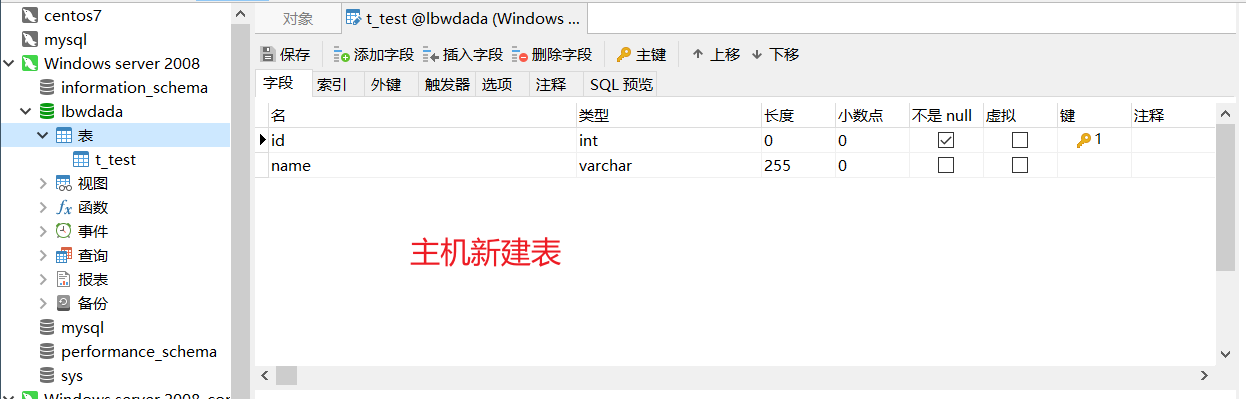 centos7
mysql
Windows server 2008
information_schema
lbwdada
表
t_test
视图
函数
事件
查询
报表
备份
mysql
performance_schema
sys
对象 t_test @lbwdada (Windows ...
保存 添加字段 插入字段 删除字段 主键 上移 下移
字段 索引 外键 触发器 选项 注释 SQL 预览
名 类型 长度 小数点 不是 null 虚拟 键 注释
id int 0 0 1
name varchar 255 0
主机新建表